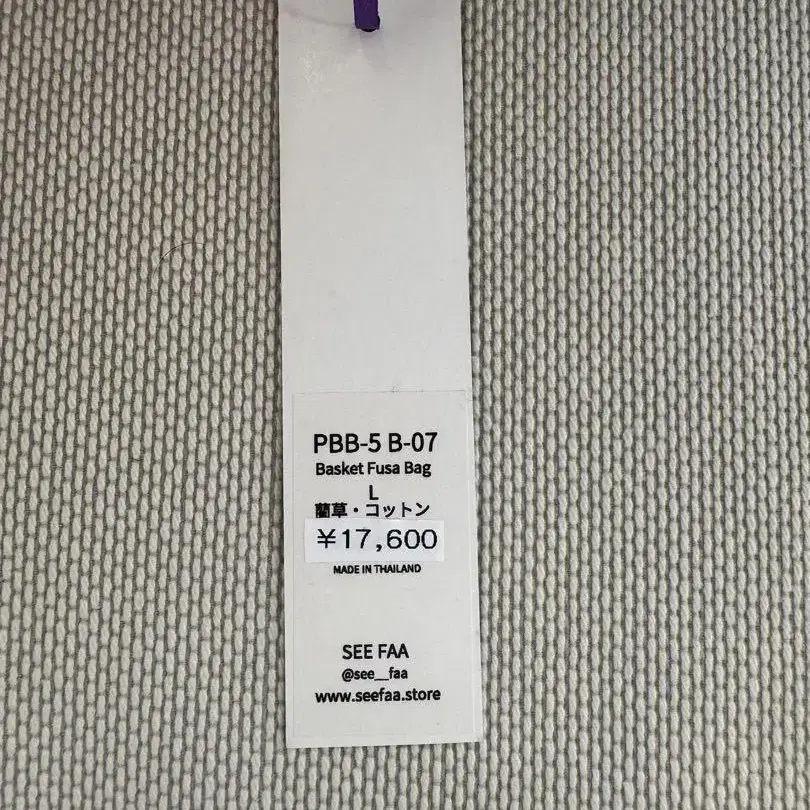 PBB-5 B-07
Basket Fusa Bag
L
藺草・コットン
￥17,600
MADE IN THAILAND
SEE FAA
@see__faa
www.seefaa.store